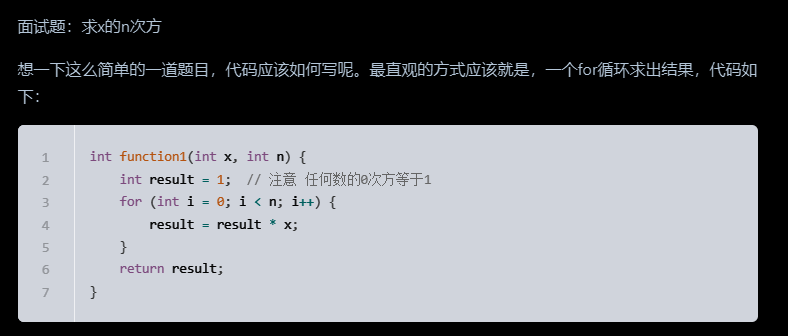 面试题：求x的n次方
想一下这么简单的一道题目，代码应该如何写呢。最直观的方式应该就是，一个for循环求出结果，代码如
下：
1 int function1(int x, int n) {
2     int result = 1;  // 注意 任何数的0次方等于1
3     for (int i = 0; i < n; i++) {
4         result = result * x;
5     }
6     return result;
7 }